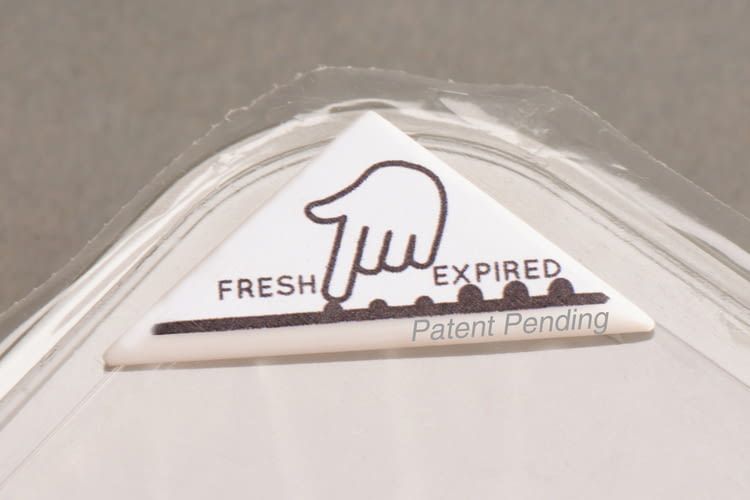 FRESH EXPIRED
Patent Pending